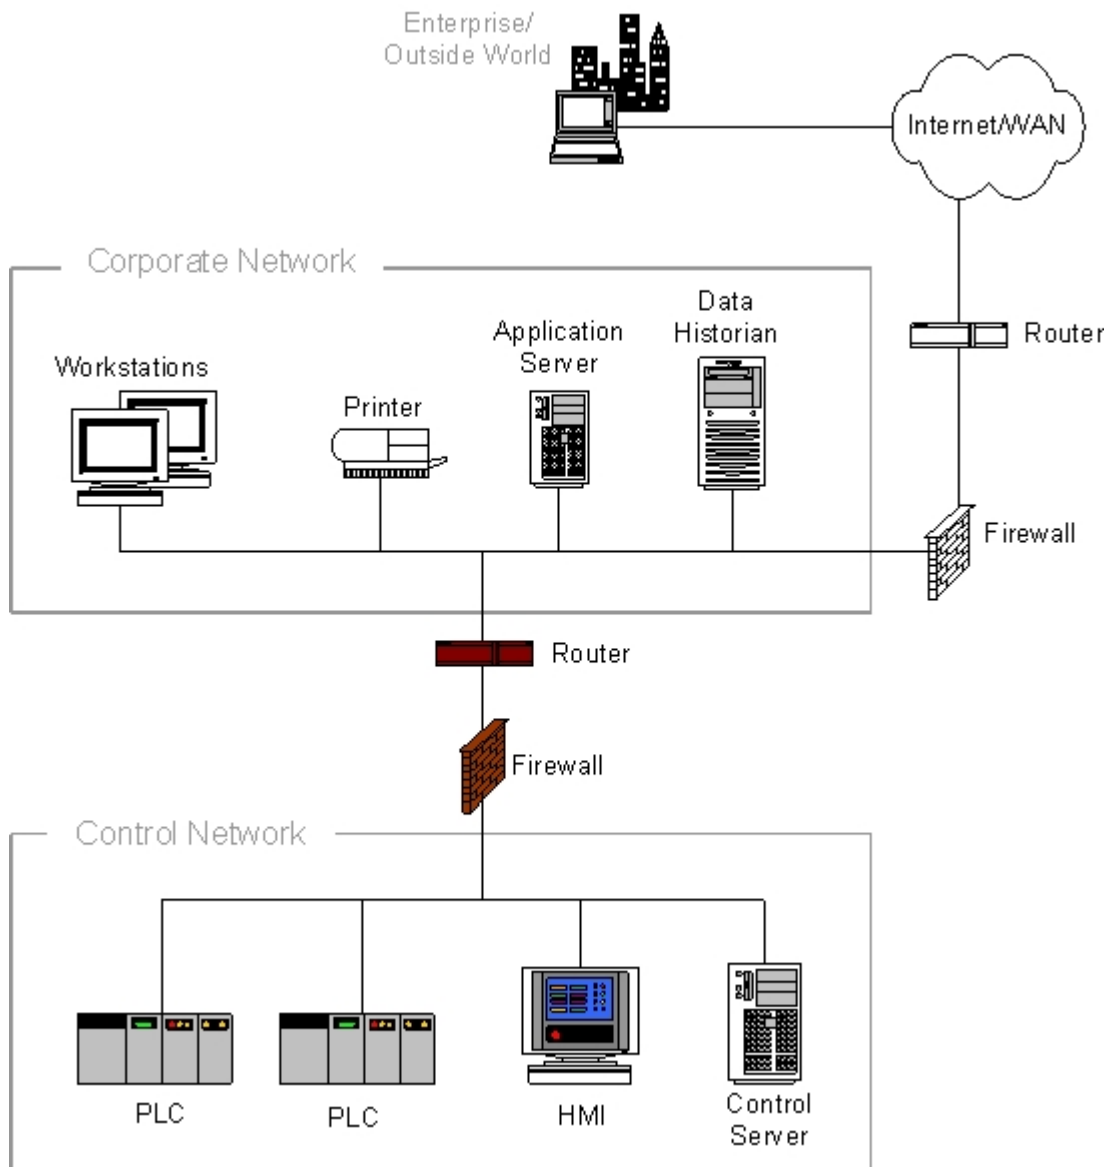 Enterprise/
Outside World
Internet/WAN
Corporate Network
Data
Historian
Application
Server
Router
Workstations
Printer
Firewall
Router
Firewall
Control Network
PLC
PLC
HMI
Control
Server